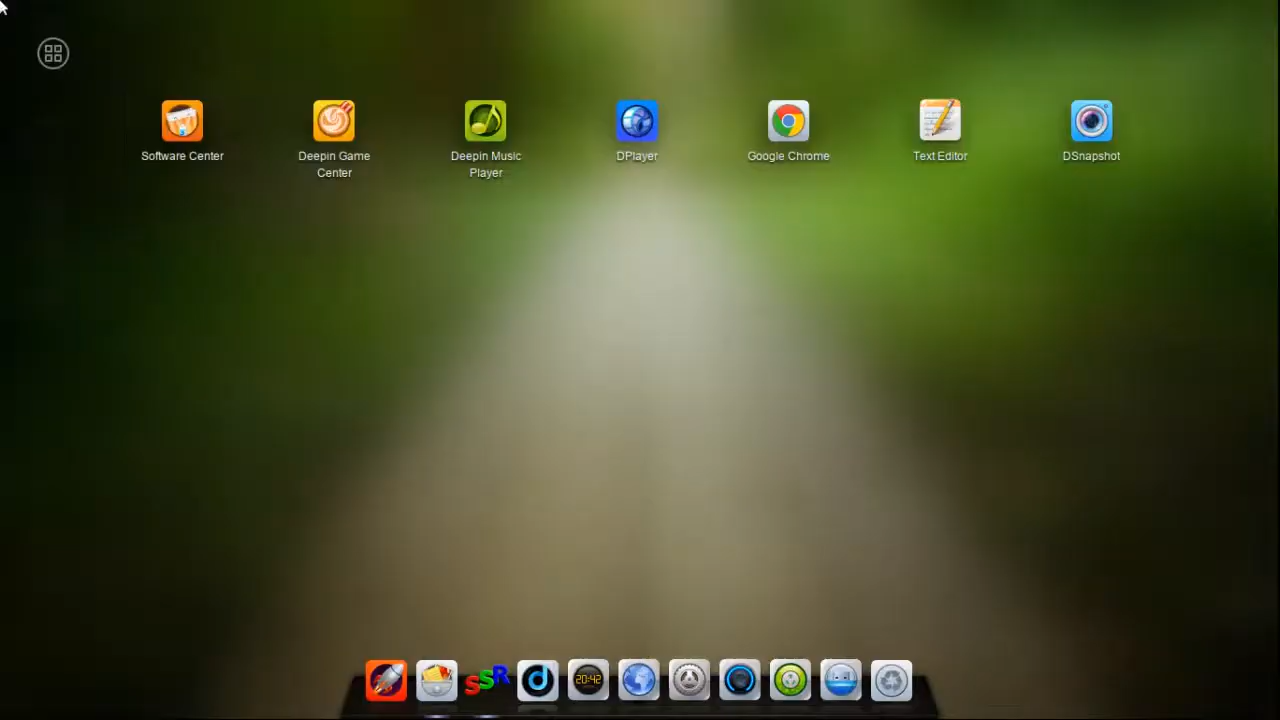 Software Center
Deepin Game
Center
Deepin Music
Player
DPlayer
Google Chrome
Text Editor
DSnapshot
SSR
d
20:42